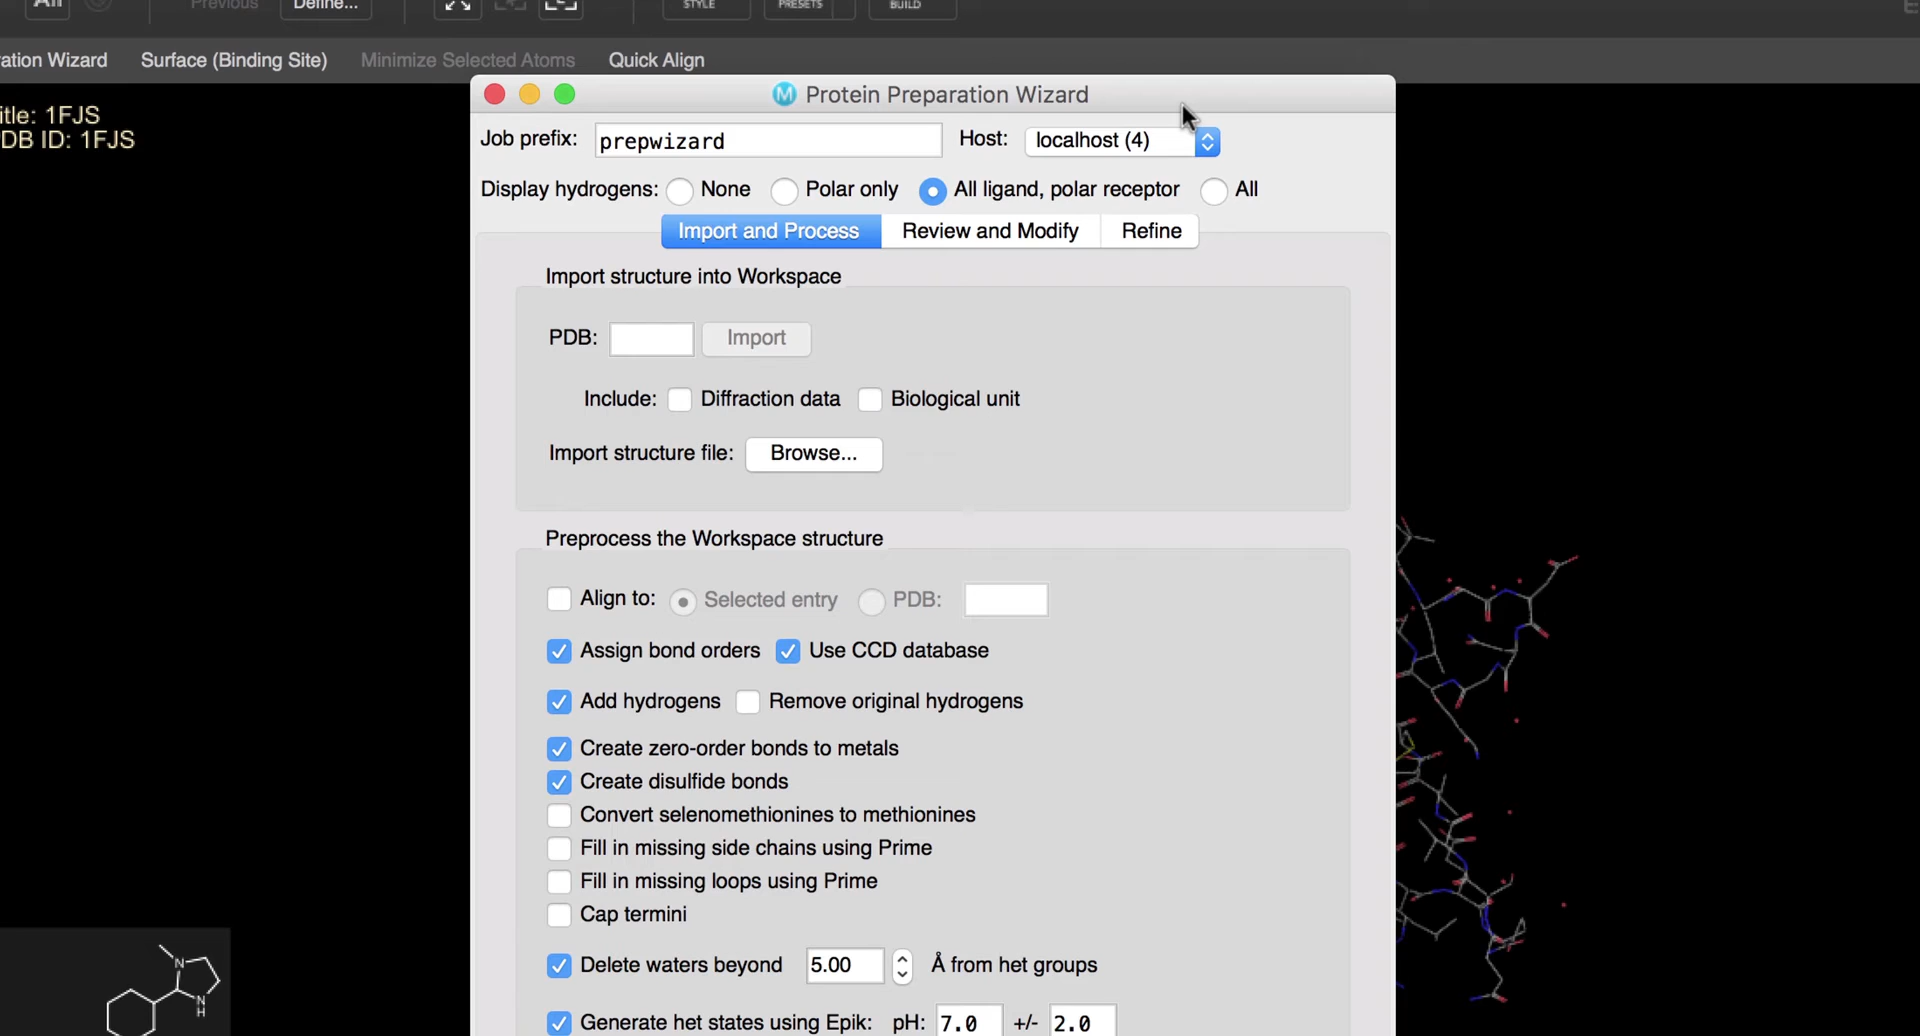 All
Previous
Define...
STYLE
PRESETS
BUILD
ation Wizard
Surface (Binding Site)
Minimize Selected Atoms
Quick Align
itle: 1FJS
DB ID: 1FJS
M
Protein Preparation Wizard
Job prefix: prepwizard Host: localhost (4)
Display hydrogens: None Polar only All ligand, polar receptor All
Import and Process Review and Modify Refine
Import structure into Workspace
PDB: Import
Include: Diffraction data Biological unit
Import structure file: Browse...
Preprocess the Workspace structure
Align to: Selected entry PDB:
Assign bond orders Use CCD database
Add hydrogens Remove original hydrogens
Create zero-order bonds to metals
Create disulfide bonds
Convert selenomethionines to methionines
Fill in missing side chains using Prime
Fill in missing loops using Prime
Cap termini
Delete waters beyond 5.00 Å from het groups
Generate het states using Epik: pH: 7.0 +/- 2.0
N
N
H